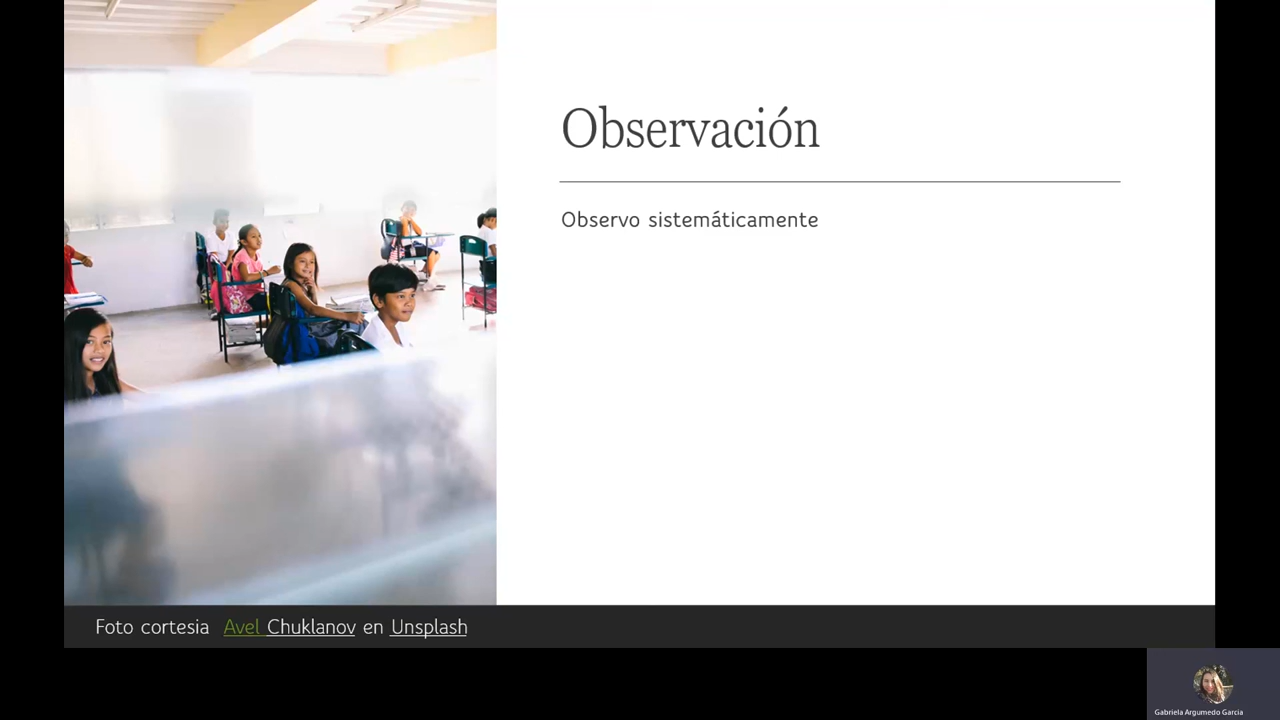 Observación
Observo sistemáticamente
Foto cortesia Avel Chuklanov en Unsplash
Gabriela Argumedo Garcia